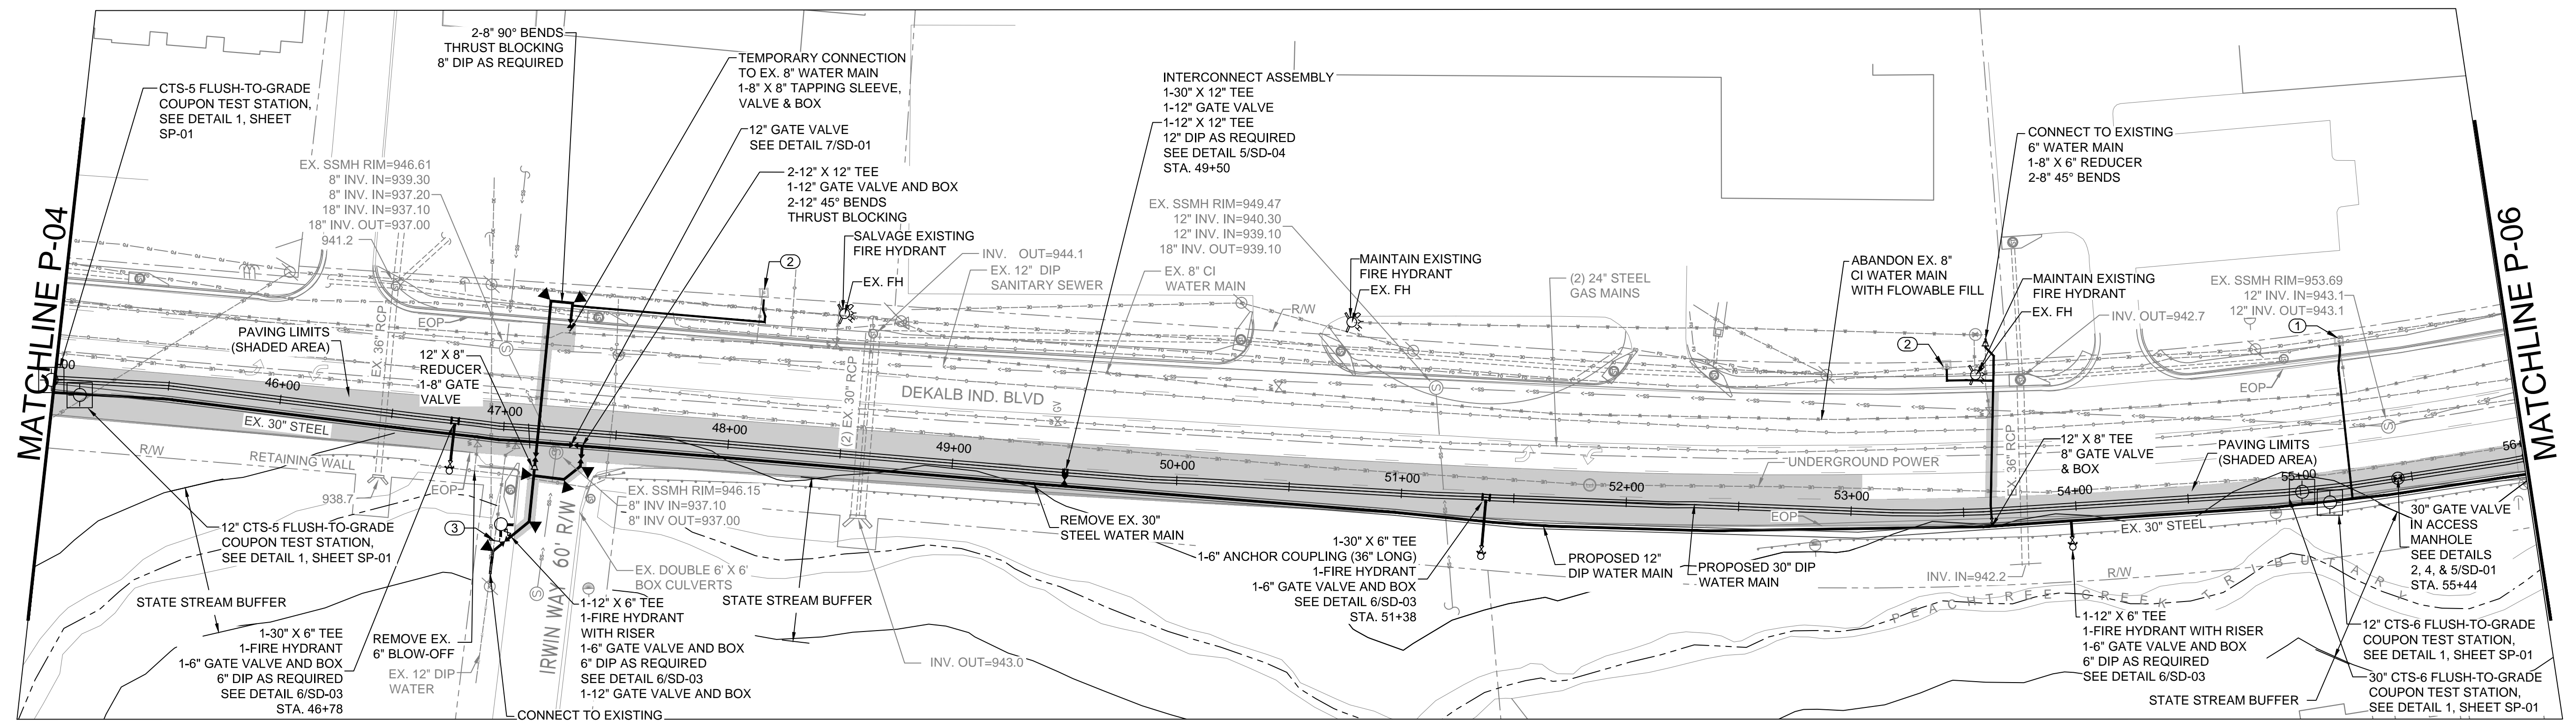 2-8" 90° BENDS
THRUST BLOCKING
8" DIP AS REQUIRED
TEMPORARY CONNECTION
TO EX. 8" WATER MAIN
1-8" X 8" TAPPING SLEEVE,
VALVE & BOX
CTS-5 FLUSH-TO-GRADE
COUPON TEST STATION,
SEE DETAIL 1, SHEET
SP-01
INTERCONNECT ASSEMBLY
1-30" X 12" TEE
1-12" GATE VALVE
1-12" X 12" TEE
12" DIP AS REQUIRED
SEE DETAIL 5/SD-04
STA. 49+50
12" GATE VALVE
SEE DETAIL 7/SD-01
CONNECT TO EXISTING
6" WATER MAIN
1-8" X 6" REDUCER
2-8" 45° BENDS
EX. SSMH RIM=946.61
8" INV. IN=939.30
8" INV. IN=937.20
18" INV. IN=937.10
18" INV. OUT=937.00
941.2
2-12" X 12" TEE
1-12" GATE VALVE AND BOX
2-12" 45° BENDS
THRUST BLOCKING
EX. SSMH RIM=949.47
12" INV. IN=940.30
12" INV. IN=939.10
18" INV. OUT=939.10
MATCHLINE P-04
MATCHLINE P-06
SALVAGE EXISTING
FIRE HYDRANT
EX. FH
2
INV. OUT=944.1
EX. 12" DIP
SANITARY SEWER
EX. 8" CI
WATER MAIN
R/W
MAINTAIN EXISTING
FIRE HYDRANT
EX. FH
(2) 24" STEEL
GAS MAINS
ABANDON EX. 8"
CI WATER MAIN
WITH FLOWABLE FILL
MAINTAIN EXISTING
FIRE HYDRANT
EX. FH
INV. OUT=942.7
EX. SSMH RIM=953.69
12" INV. IN=943.1
12" INV. IN=943.1
1
2
EOP
EX. 36" RCP
PAVING LIMITS
(SHADED AREA)
12" X 8"
REDUCER
1-8" GATE
VALVE
EOP
DEKALB IND. BLVD
GV
(2) EX. 30" RCP
46+00
47+00
48+00
49+00
50+00
51+00
52+00
53+00
54+00
55+00
EX. 30" STEEL
R/W
RETAINING WALL
EOP
938.7
UNDERGROUND POWER
12" X 8" TEE
8" GATE VALVE
& BOX
PAVING LIMITS
(SHADED AREA)
EX. 36" RCP
EOP
EX. 30" STEEL
EX. SSMH RIM=946.15
8" INV IN=937.10
8" INV OUT=937.00
12" CTS-5 FLUSH-TO-GRADE
COUPON TEST STATION,
SEE DETAIL 1, SHEET SP-01
3
REMOVE EX. 30"
STEEL WATER MAIN
1-30" X 6" TEE
1-6" ANCHOR COUPLING (36" LONG)
1-FIRE HYDRANT
1-6" GATE VALVE AND BOX
SEE DETAIL 6/SD-03
STA. 51+38
PROPOSED 12"
DIP WATER MAIN
PROPOSED 30" DIP
WATER MAIN
30" GATE VALVE
IN ACCESS
MANHOLE
SEE DETAILS
2, 4, & 5/SD-01
STA. 55+44
EX. DOUBLE 6' X 6'
BOX CULVERTS
IRWIN WAY 60' R/W
STATE STREAM BUFFER
STATE STREAM BUFFER
INV. IN=942.2
R/W
PEACHTREE CREEK TRIBUTARY
1-30" X 6" TEE
1-FIRE HYDRANT
1-6" GATE VALVE AND BOX
6" DIP AS REQUIRED
SEE DETAIL 6/SD-03
STA. 46+78
REMOVE EX.
6" BLOW-OFF
EX. 12" DIP
WATER
1-12" X 6" TEE
1-FIRE HYDRANT
WITH RISER
1-6" GATE VALVE AND BOX
6" DIP AS REQUIRED
SEE DETAIL 6/SD-03
1-12" GATE VALVE AND BOX
INV. OUT=943.0
1-12" X 6" TEE
1-FIRE HYDRANT WITH RISER
1-6" GATE VALVE AND BOX
6" DIP AS REQUIRED
SEE DETAIL 6/SD-03
12" CTS-6 FLUSH-TO-GRADE
COUPON TEST STATION,
SEE DETAIL 1, SHEET SP-01
30" CTS-6 FLUSH-TO-GRADE
COUPON TEST STATION,
SEE DETAIL 1, SHEET SP-01
STATE STREAM BUFFER
CONNECT TO EXISTING